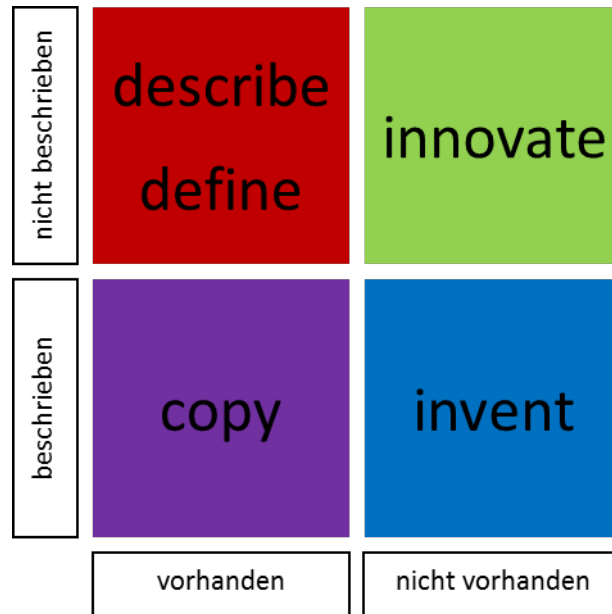 nicht beschrieben
describe
define
innovate
beschrieben
copy
invent
vorhanden
nicht vorhanden